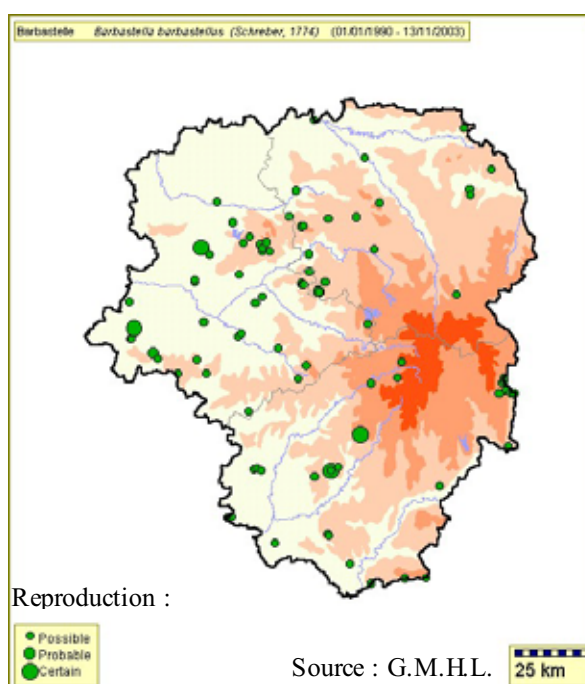 Barbastelle Barbastella barbastellus (Schreber, 1774) (01/01/1990 - 13/11/2003)
Reproduction :
Possible
Probable
Certain
Source : G.M.H.L.
25 km